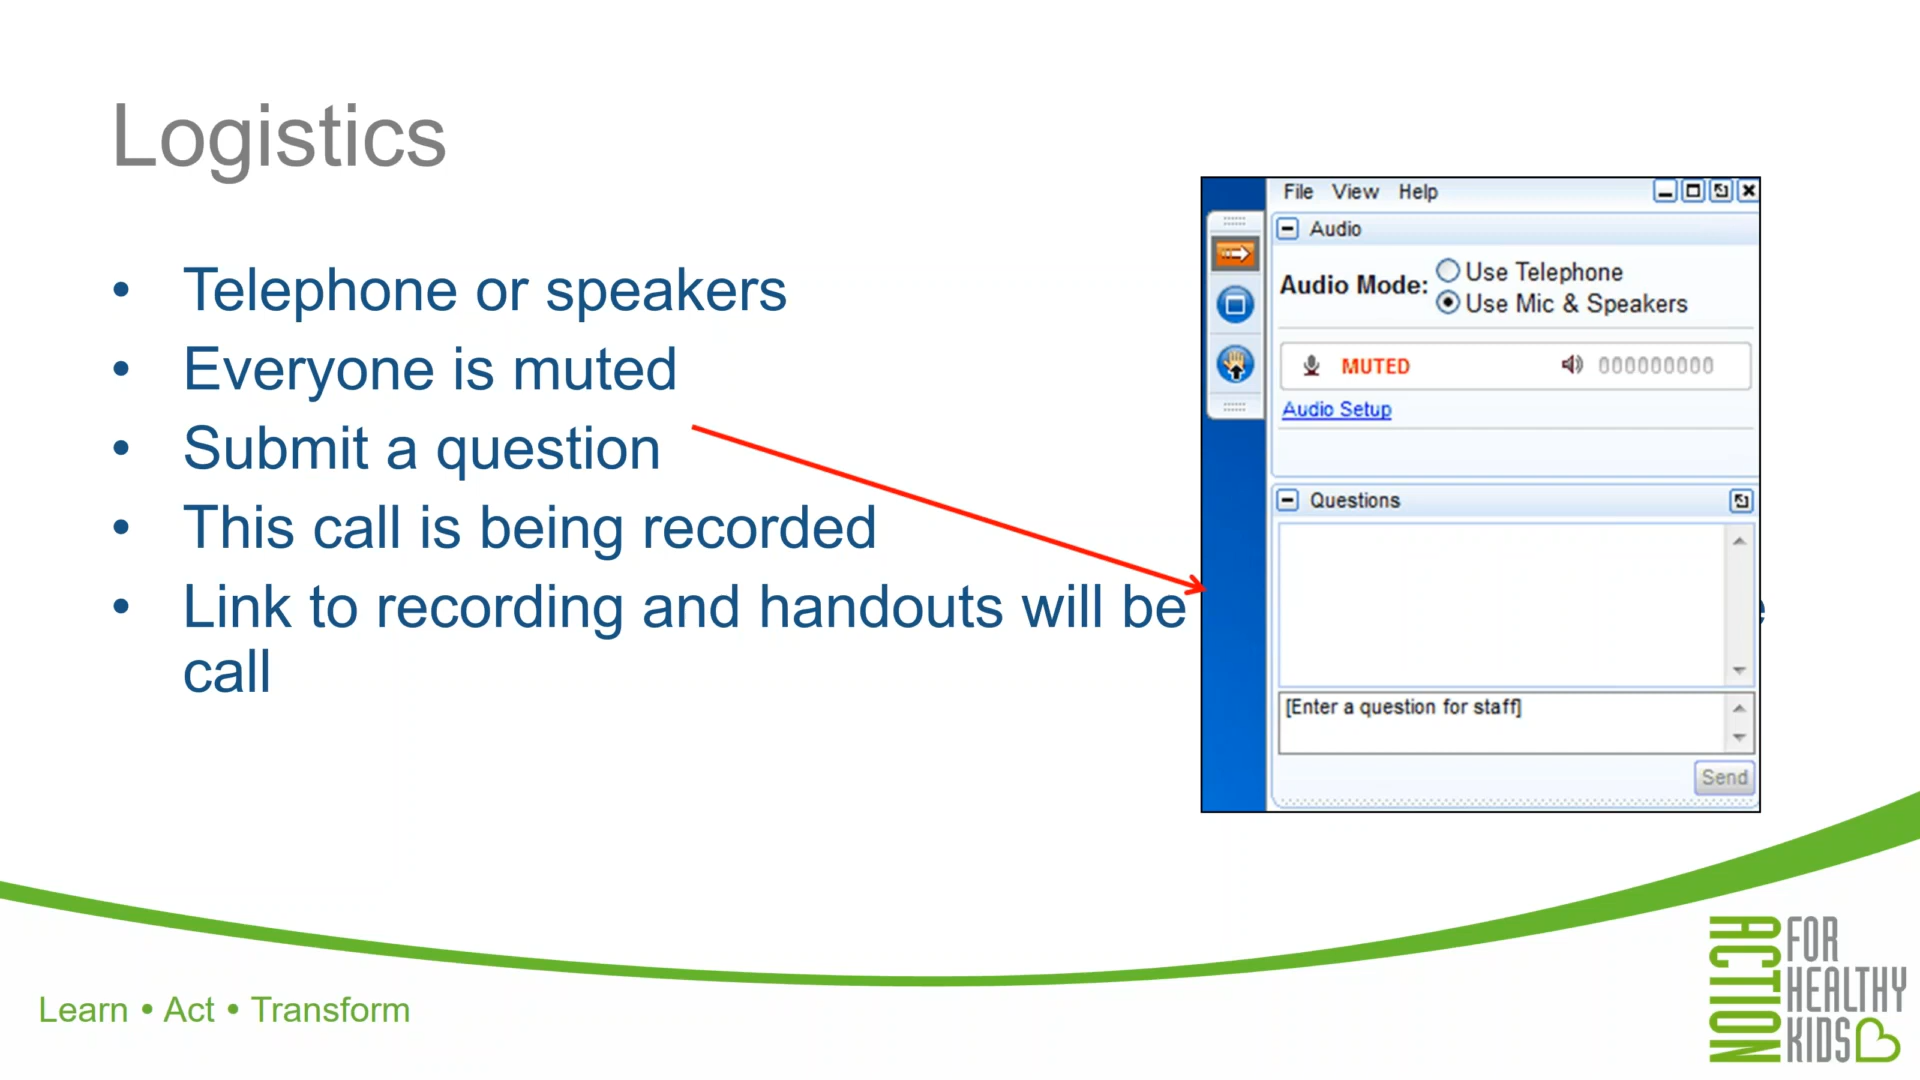 Logistics
• Telephone or speakers
• Everyone is muted
• Submit a question
• This call is being recorded
• Link to recording and handouts will be
call
File View Help
Audio
Audio Mode:
Use Telephone
Use Mic & Speakers
MUTED
000000000
Audio Setup
Questions
[Enter a question for staff]
Send
Learn • Act • Transform
ACTION
FOR
HEALTHY
KIDS